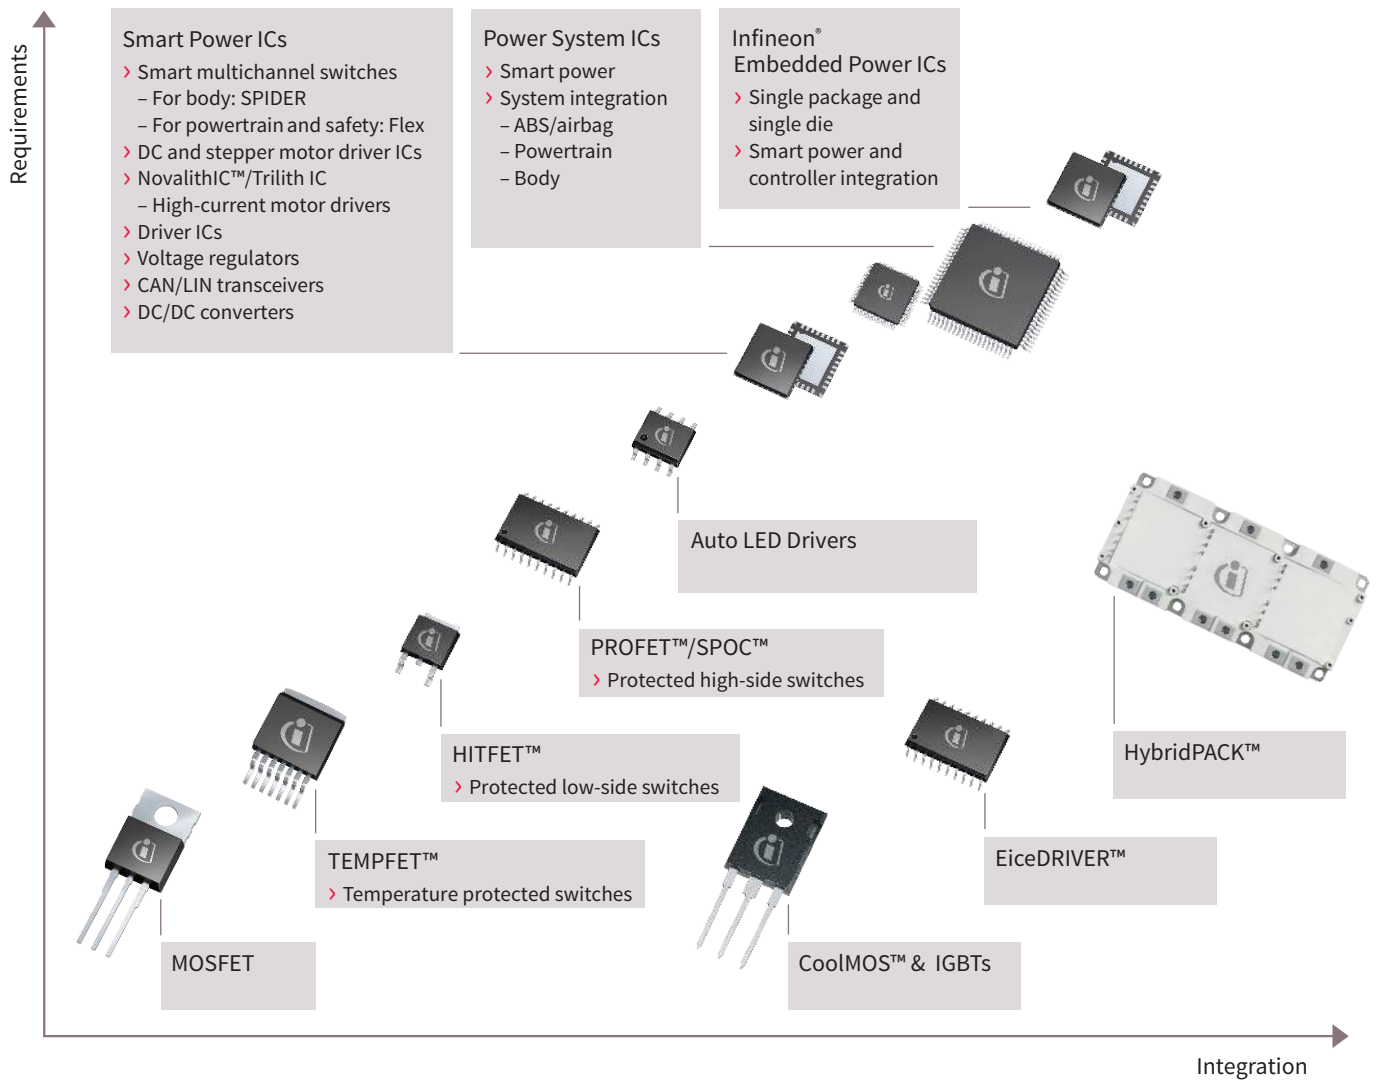 Requirements
Smart Power ICs
› Smart multichannel switches
– For body: SPIDER
– For powertrain and safety: Flex
› DC and stepper motor driver ICs
› NovalithIC™/Trilith IC
– High-current motor drivers
› Driver ICs
› Voltage regulators
› CAN/LIN transceivers
› DC/DC converters
Power System ICs
› Smart power
› System integration
– ABS/airbag
– Powertrain
– Body
Infineon®
Embedded Power ICs
› Single package and
single die
› Smart power and
controller integration
Auto LED Drivers
PROFET™/SPOC™
› Protected high-side switches
HITFET™
› Protected low-side switches
HybridPACK™
TEMPFET™
› Temperature protected switches
EiceDRIVER™
MOSFET
CoolMOS™ & IGBTs
Integration